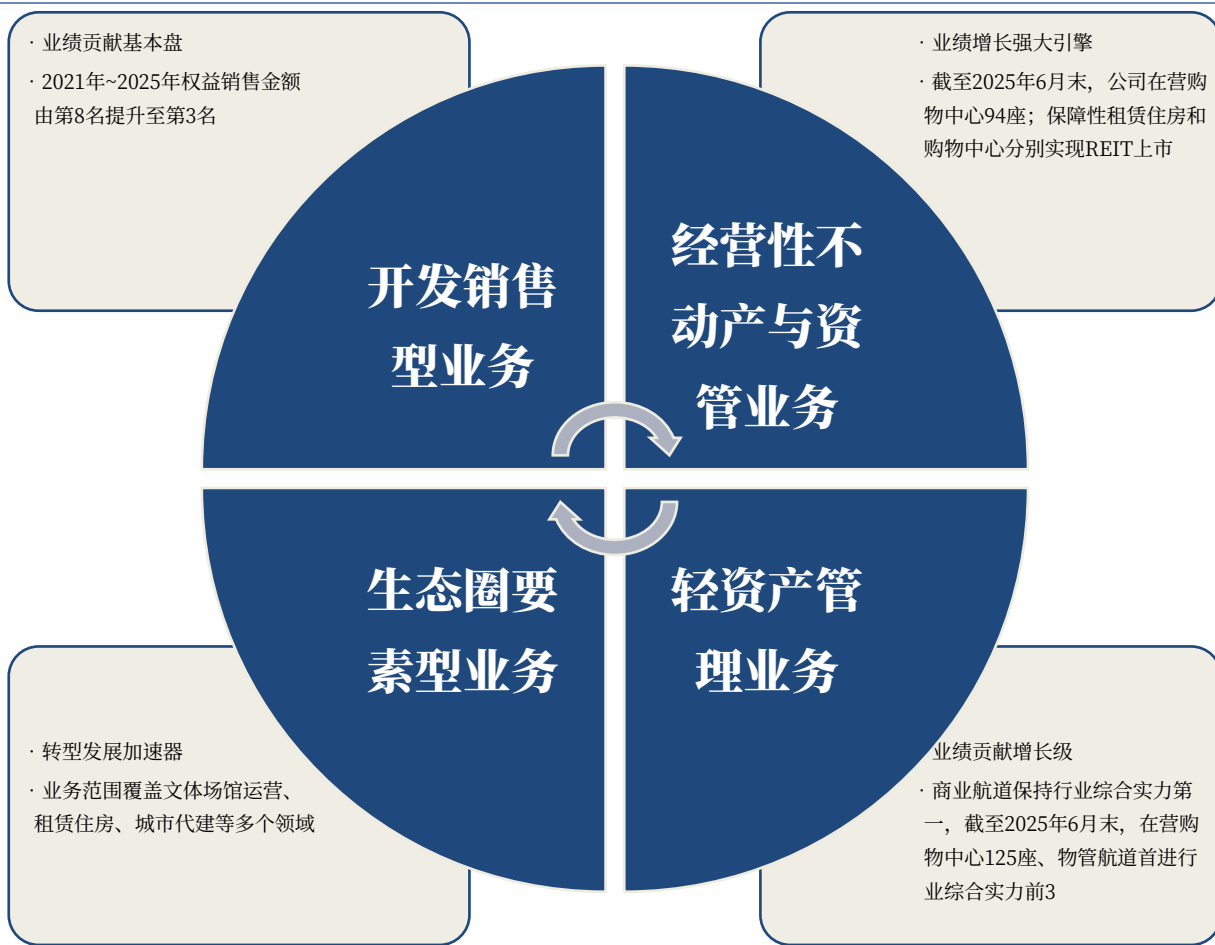 · 业绩贡献基本盘
· 2021年~2025年权益销售金额
由第8名提升至第3名
· 业绩增长强大引擎
· 截至2025年6月末，公司在营购
物中心94座；保障性租赁住房和
购物中心分别实现REIT上市
开发销售
型业务
经营性不
动产与资
管业务
生态圈要
素型业务
轻资产管
理业务
· 转型发展加速器
· 业务范围覆盖文体场馆运营、
租赁住房、城市代建等多个领域
业绩贡献增长级
· 商业航道保持行业综合实力第
一，截至2025年6月末，在营购
物中心125座、物管航道首进行
业综合实力前3